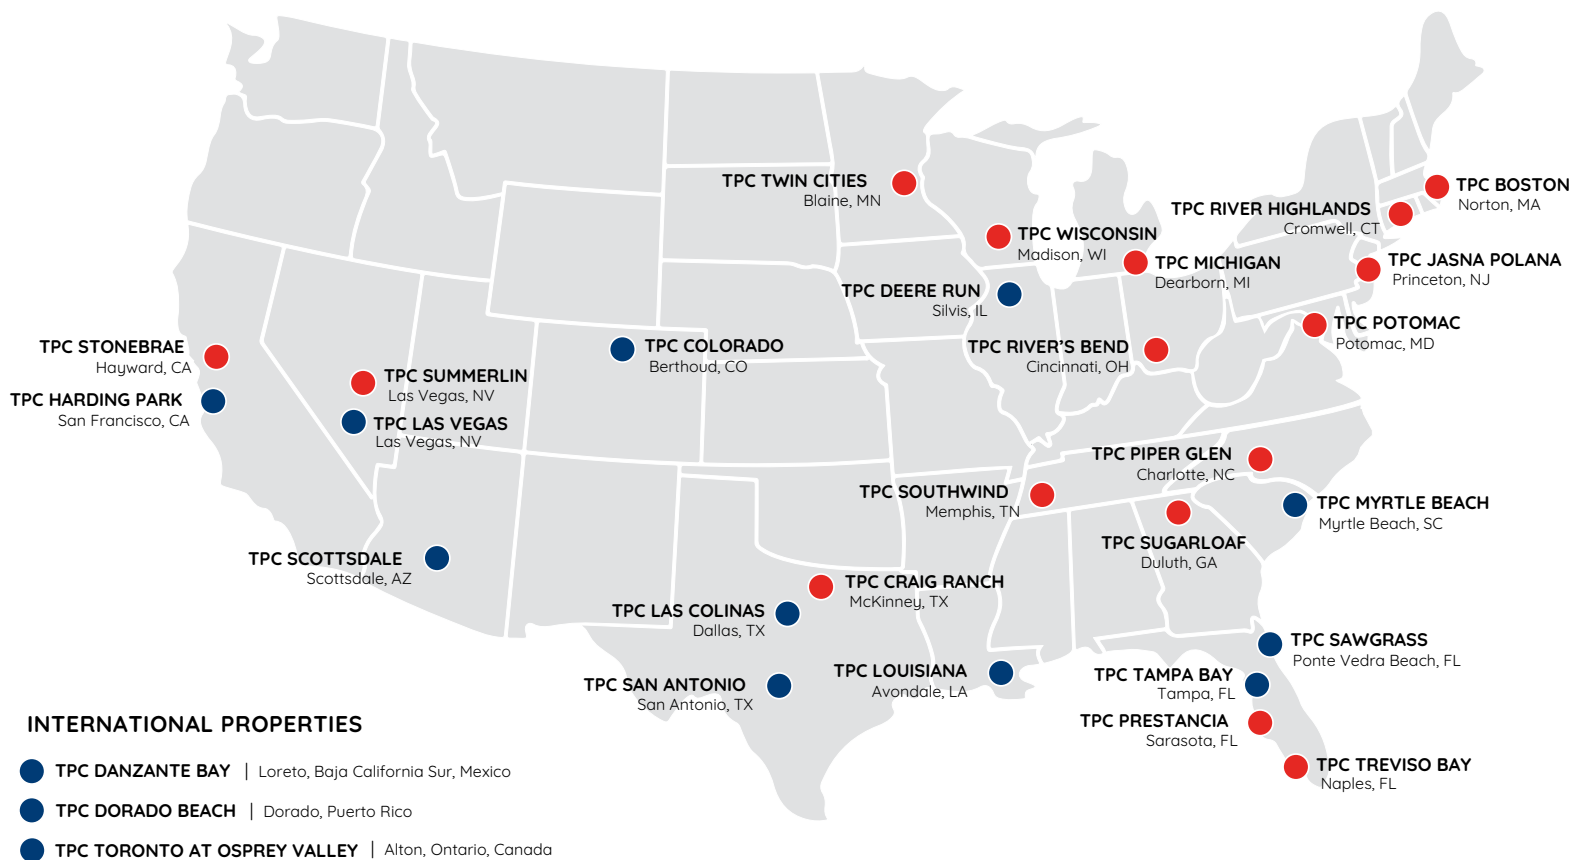 TPC TWIN CITIES
Blaine, MN
TPC BOSTON
Norton, MA
TPC RIVER HIGHLANDS
Cromwell, CT
TPC WISCONSIN
Madison, WI
TPC MICHIGAN
Dearborn, MI
TPC JASNA POLANA
Princeton, NJ
TPC DEERE RUN
Silvis, IL
TPC POTOMAC
Potomac, MD
TPC STONEBRAE
Hayward, CA
TPC COLORADO
Berthoud, CO
TPC RIVER'S BEND
Cincinnati, OH
TPC SUMMERLIN
Las Vegas, NV
TPC HARDING PARK
San Francisco, CA
TPC LAS VEGAS
Las Vegas, NV
TPC PIPER GLEN
Charlotte, NC
TPC SOUTHWIND
Memphis, TN
TPC MYRTLE BEACH
Myrtle Beach, SC
TPC SUGARLOAF
Duluth, GA
TPC SCOTTSDALE
Scottsdale, AZ
TPC CRAIG RANCH
McKinney, TX
TPC LAS COLINAS
Dallas, TX
TPC SAWGRASS
Ponte Vedra Beach, FL
TPC LOUISIANA
Avondale, LA
TPC TAMPA BAY
Tampa, FL
TPC SAN ANTONIO
San Antonio, TX
TPC PRESTANCIA
Sarasota, FL
TPC TREVISO BAY
Naples, FL
INTERNATIONAL PROPERTIES
TPC DANZANTE BAY | Loreto, Baja California Sur, Mexico
TPC DORADO BEACH | Dorado, Puerto Rico
TPC TORONTO AT OSPREY VALLEY | Alton, Ontario, Canada